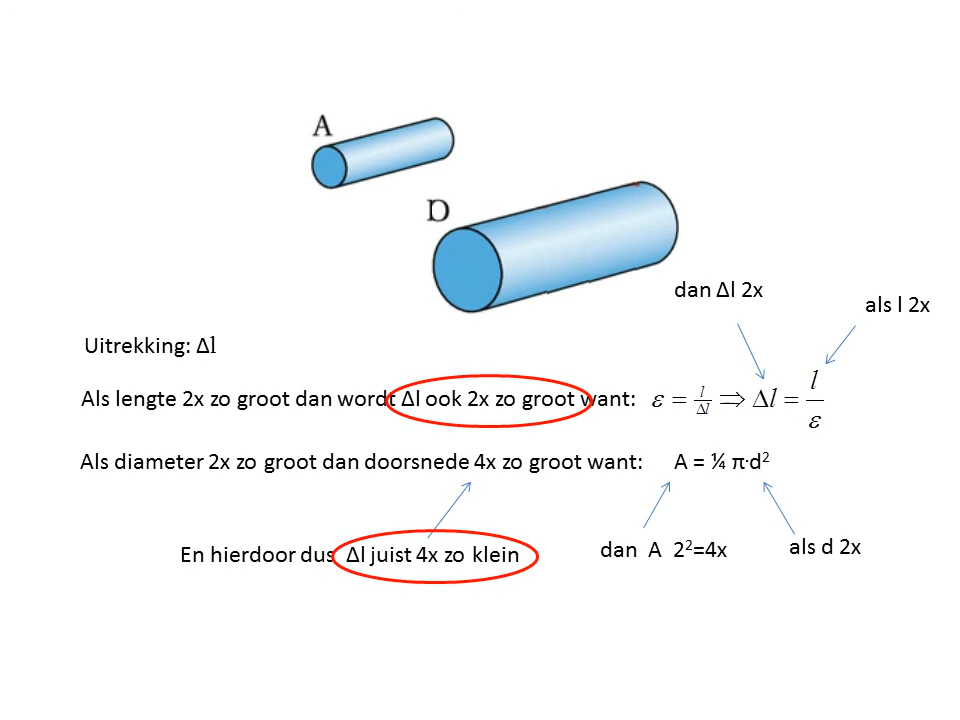 A
D
dan Δl 2x
als l 2x
Uitrekking: Δl
Als lengte 2x zo groot dan wordt Δl ook 2x zo groot want: ε = l/Δl ⇒ Δl = l/ε
Als diameter 2x zo groot dan doorsnede 4x zo groot want: A = ¼ π·d²
En hierdoor dus Δl juist 4x zo klein
dan A 2²=4x
als d 2x